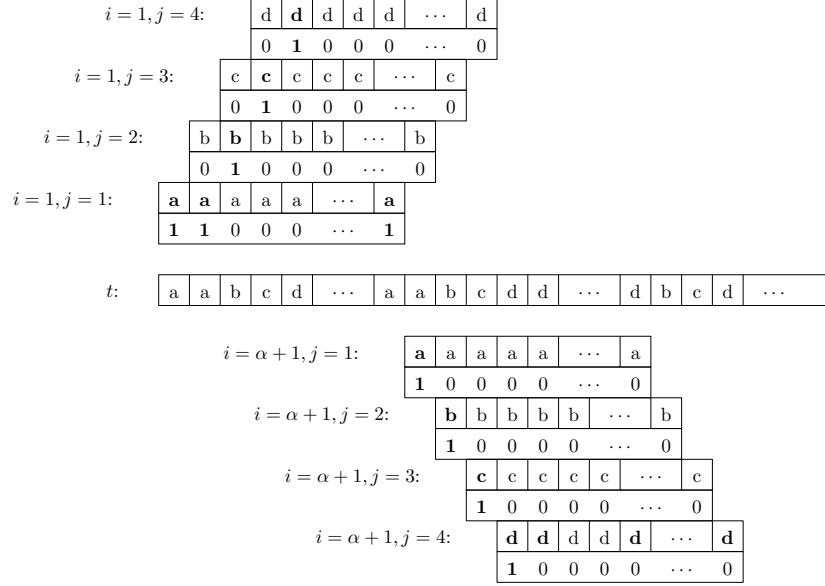 i = 1, j = 4: d d d d d ⋯ d
0 1 0 0 0 ⋯ 0
i = 1, j = 3: c c c c c ⋯ c
0 1 0 0 0 ⋯ 0
i = 1, j = 2: b b b b b ⋯ b
0 1 0 0 0 ⋯ 0
i = 1, j = 1: a a a a a ⋯ a
1 1 0 0 0 ⋯ 1
t: a a b c d ⋯ a a b c d d ⋯ d b c d ⋯
i = α + 1, j = 1: a a a a a ⋯ a
1 0 0 0 0 ⋯ 0
i = α + 1, j = 2: b b b b b ⋯ b
1 0 0 0 0 ⋯ 0
i = α + 1, j = 3: c c c c c ⋯ c
1 0 0 0 0 ⋯ 0
i = α + 1, j = 4: d d d d d ⋯ d
1 0 0 0 0 ⋯ 0